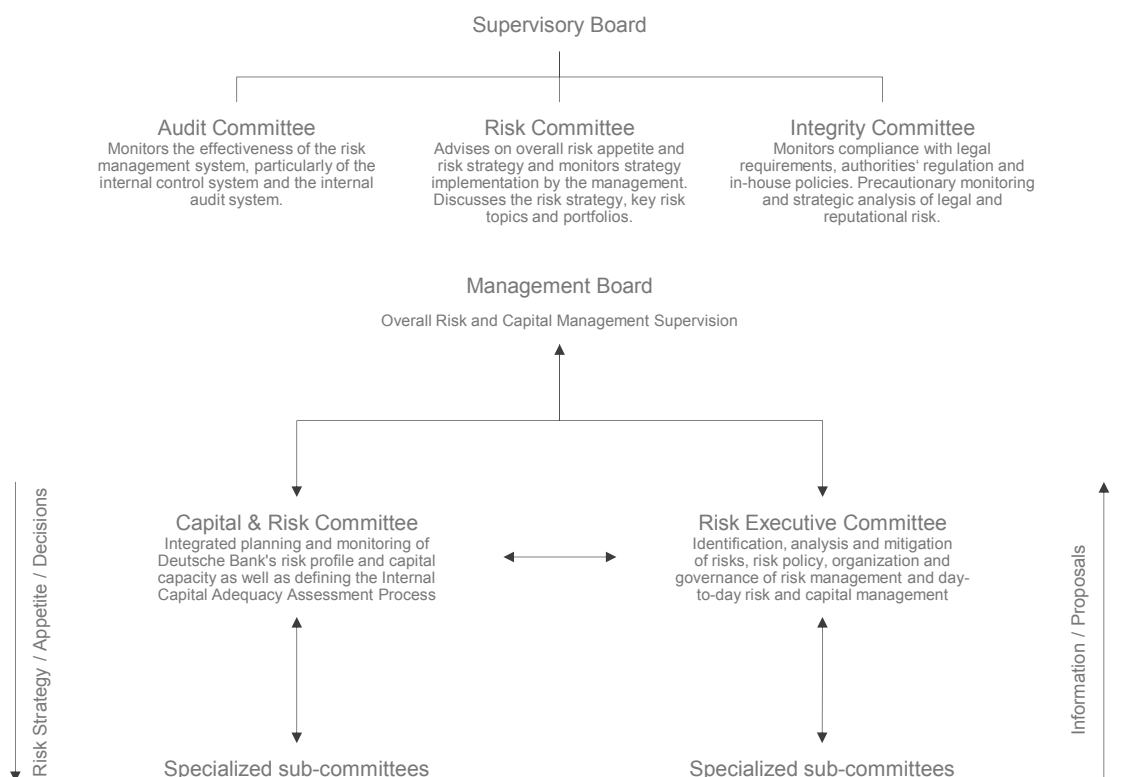 Supervisory Board
Audit Committee
Monitors the effectiveness of the risk
management system, particularly of the
internal control system and the internal
audit system.
Risk Committee
Advises on overall risk appetite and
risk strategy and monitors strategy
implementation by the management.
Discusses the risk strategy, key risk
topics and portfolios.
Integrity Committee
Monitors compliance with legal
requirements, authorities‘ regulation and
in-house policies. Precautionary monitoring
and strategic analysis of legal and
reputational risk.
Management Board
Overall Risk and Capital Management Supervision
Risk Strategy / Appetite / Decisions
Capital & Risk Committee
Integrated planning and monitoring of
Deutsche Bank's risk profile and capital
capacity as well as defining the Internal
Capital Adequacy Assessment Process
Risk Executive Committee
Identification, analysis and mitigation
of risks, risk policy, organization and
governance of risk management and day-
to-day risk and capital management
Information / Proposals
Specialized sub-committees
Specialized sub-committees